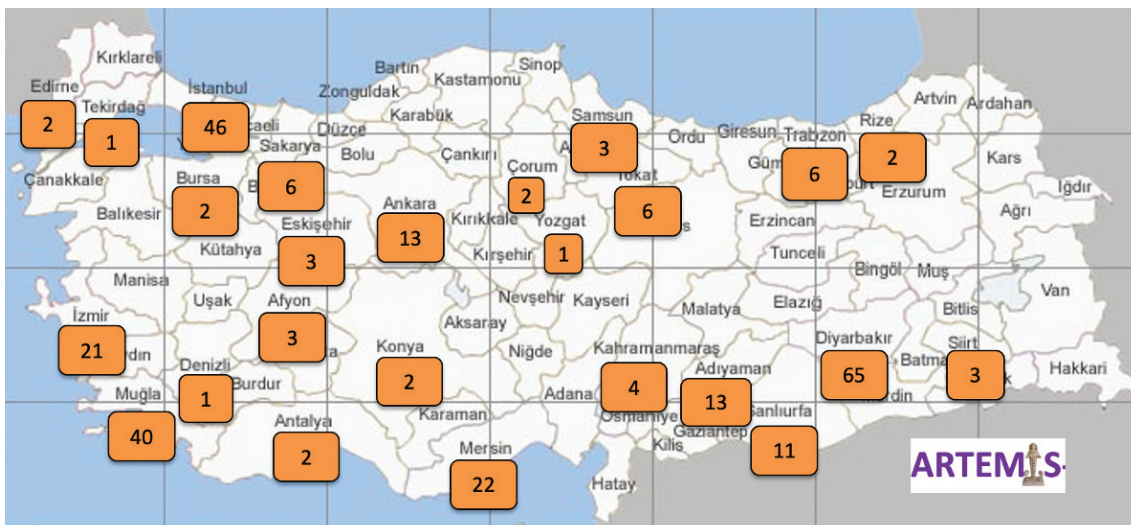 Kırklareli
Edirne
2
Tekirdağ
1
İstanbul
46
caeli
Sakarya
Çanakkale
Bursa
2
6
Balıkesir
Kütahya
Eskişehir
3
Bilinmeyen
Zonguldak
Bartın
Karabük
Kastamonu
Sinop
Düzce
Bolu
Çankırı
Ankara
13
Kırıkkale
Çorum
2
Yozgat
1
Kırşehir
Samsun
3
Tokat
6
Ordu
Giresun
Trabzon
6
Rize
2
Artvin
Ardahan
Kars
Iğdır
Ağrı
Erzurum
Erzincan
Tunceli
Bingöl
Muş
Van
Bitlis
Manisa
Uşak
Afyon
3
İzmir
21
Denizli
1
Burdur
Muğla
40
Antalya
2
Konya
2
Karaman
Mersin
22
Aksaray
Nevşehir
Niğde
Kayseri
Adana
Kahramanmaraş
4
Osmaniye
Gaziantep
Kilis
Hatay
Malatya
Elazığ
Adıyaman
13
Şanlıurfa
11
Diyarbakır
65
Siirt
3
Hakkari
ARTEMIS